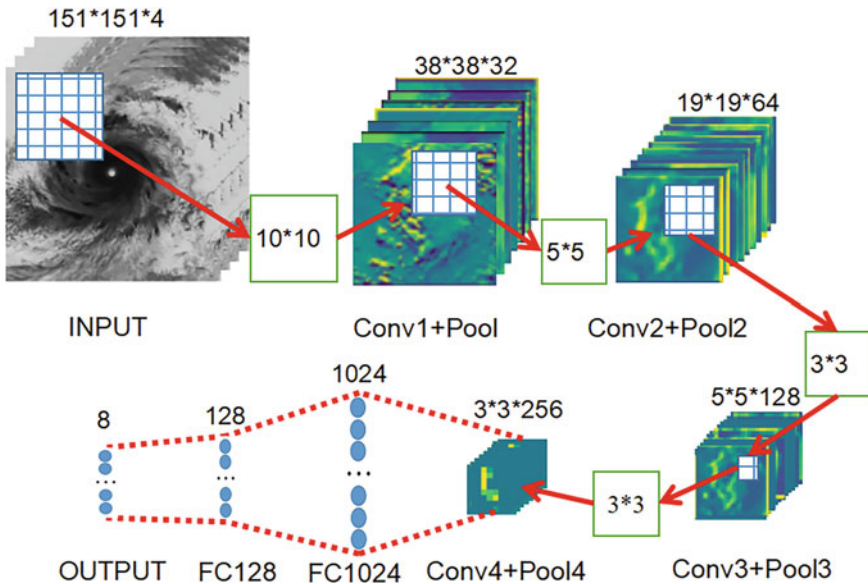 151*151*4
38*38*32
19*19*64
10*10
5*5
INPUT
Conv1+Pool
Conv2+Pool2
3*3
1024
8
128
3*3*256
5*5*128
...
...
...
3*3
OUTPUT
FC128
FC1024
Conv4+Pool4
Conv3+Pool3